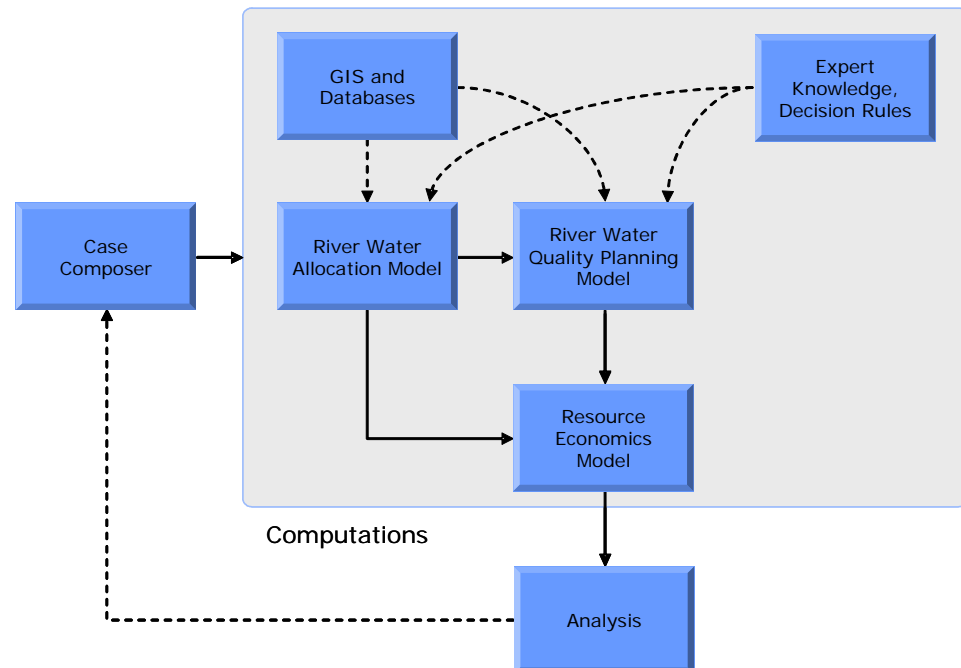 GIS and
Databases
Expert
Knowledge,
Decision Rules
Case
Composer
River Water
Allocation Model
River Water
Quality Planning
Model
Resource
Economics
Model
Computations
Analysis